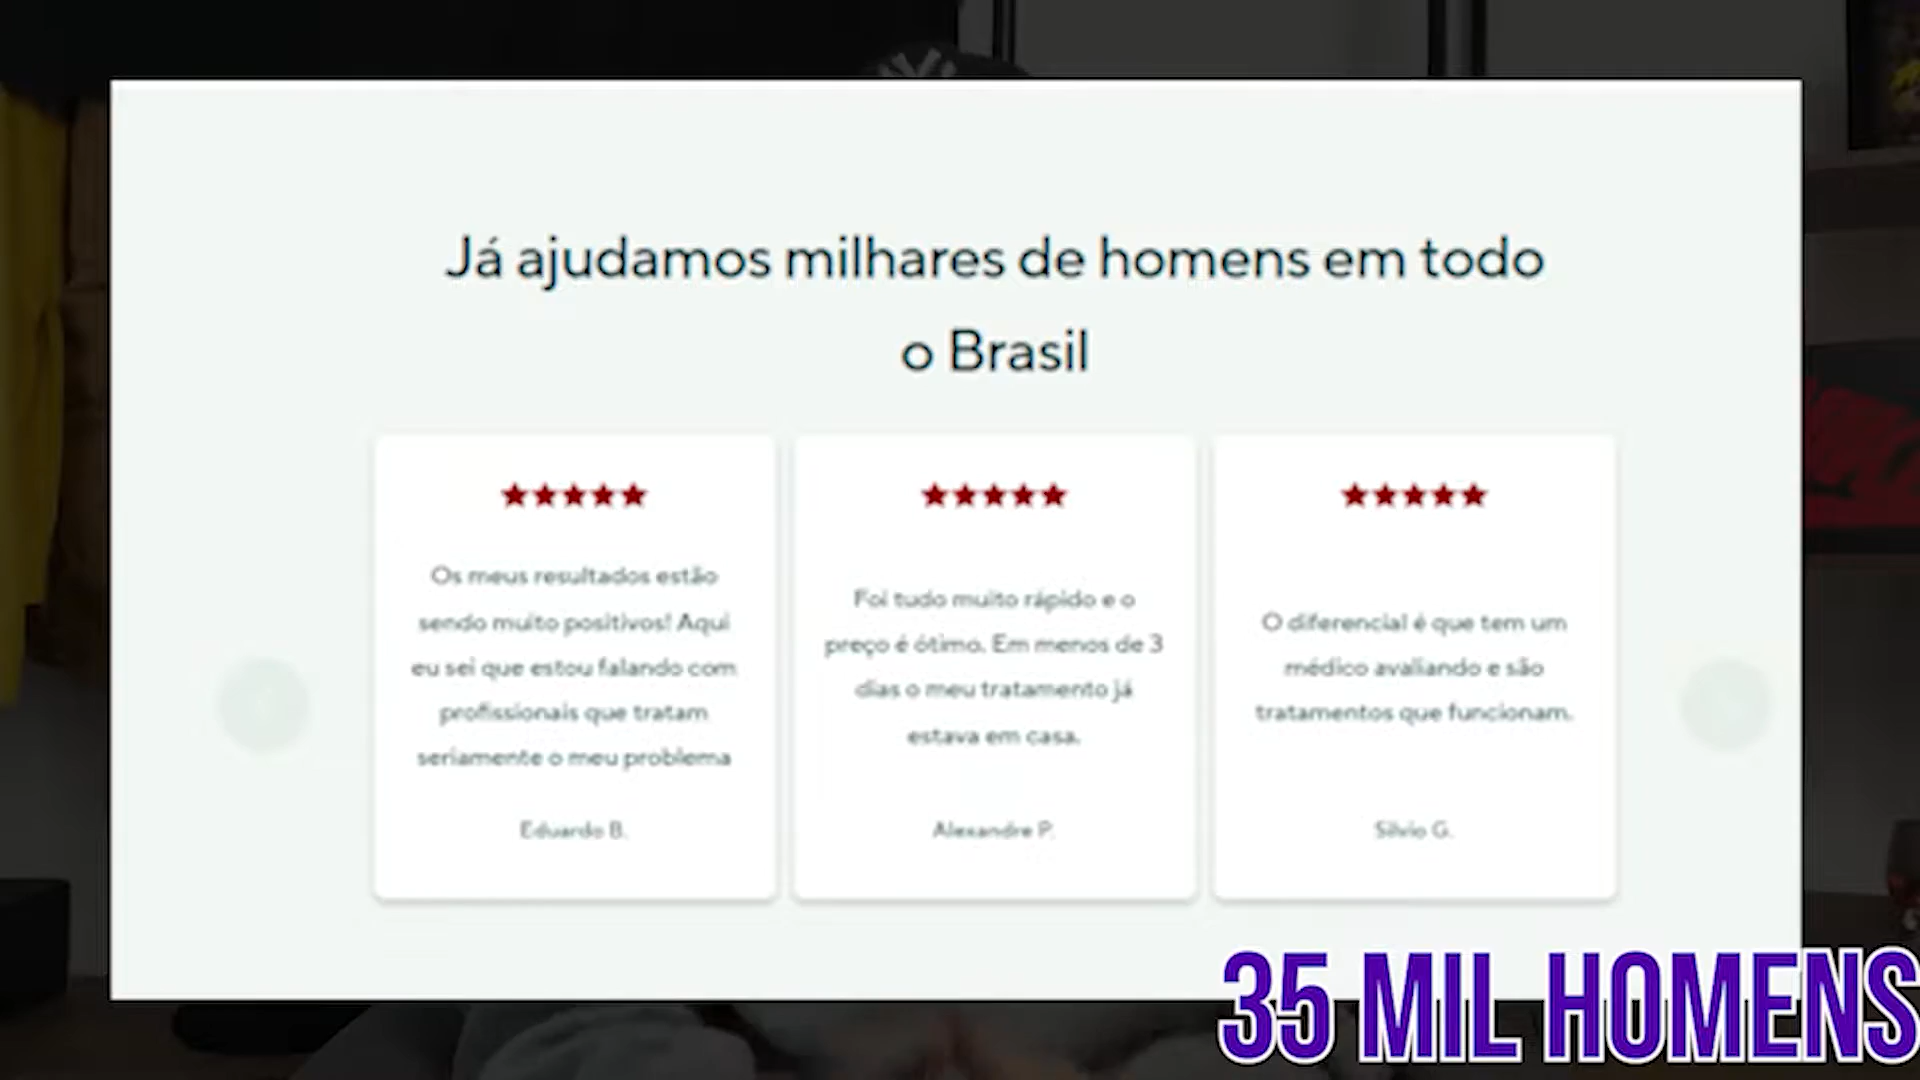 Já ajudamos milhares de homens em todo
o Brasil
★★★★★
Os meus resultados estão
sendo muito positivos! Aqui
eu sei que estou falando com
profissionais que tratam
seriamente o meu problema
Eduardo B.
★★★★★
Foi tudo muito rápido e o
preço é ótimo. Em menos de 3
dias o meu tratamento já
estava em casa.
Alexandre P.
★★★★★
O diferencial é que tem um
médico avaliando e são
tratamentos que funcionam.
Silvio G.
35 MIL HOMENS